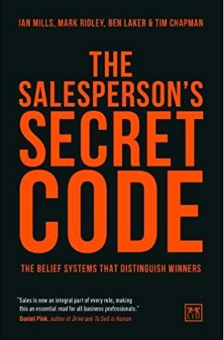 IAN MILLS, MARK RIDLEY, BEN LAKER & TIM CHAPMAN
THE
SALESPERSON'S
SECRET
CODE
THE BELIEF SYSTEMS THAT DISTINGUISH WINNERS
"Sales is now an integral part of every role, making
this an essential read for all business professionals."
Daniel Pink, author of Drive and To Sell is Human
LID